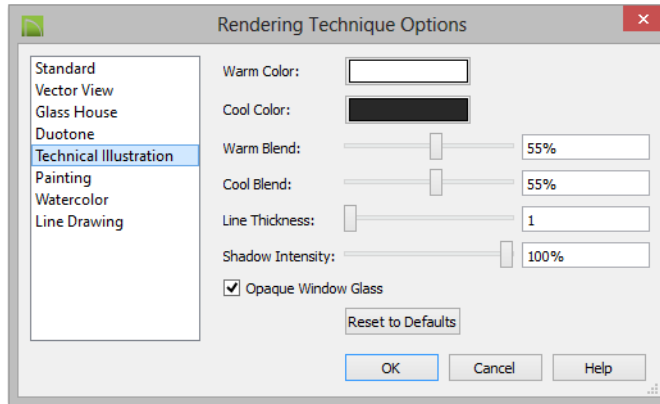 Rendering Technique Options
Standard
Vector View
Glass House
Duotone
Technical Illustration
Painting
Watercolor
Line Drawing
Warm Color:
Cool Color:
Warm Blend: 55%
Cool Blend: 55%
Line Thickness: 1
Shadow Intensity: 100%
Opaque Window Glass
Reset to Defaults
OK Cancel Help